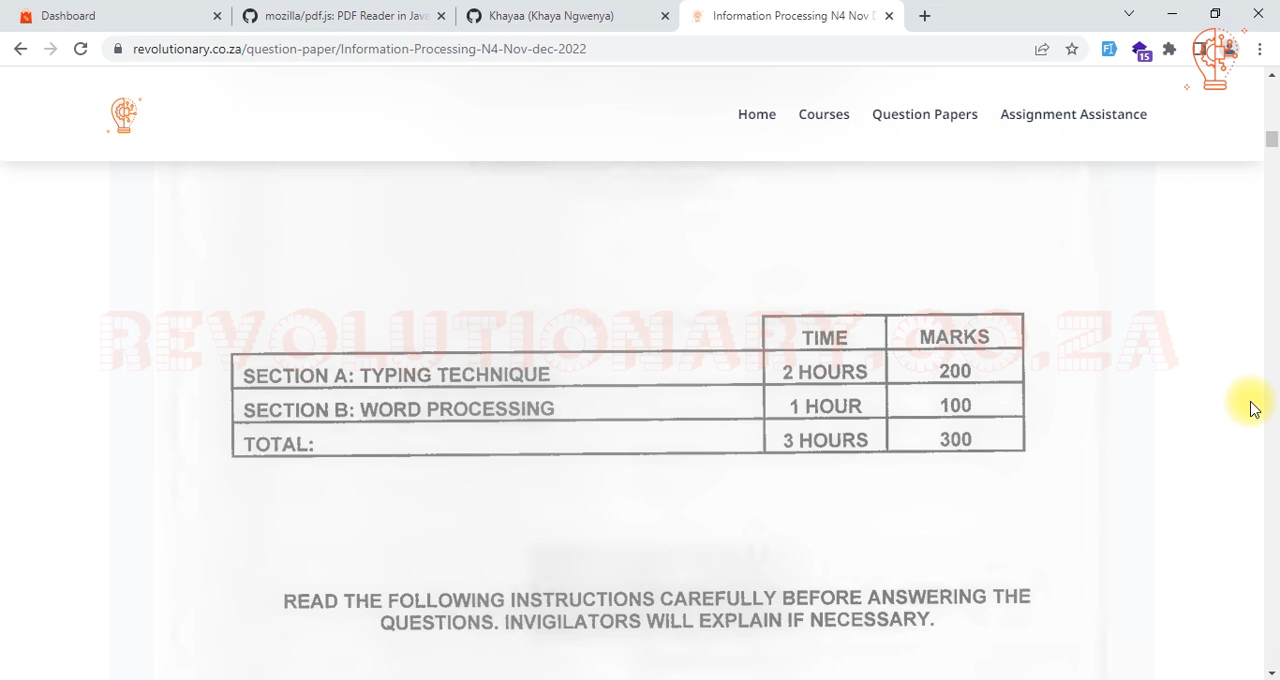 Dashboard
mozilla/pdf.js: PDF Reader in Java
Khayaa (Khaya Ngwenya)
Information Processing N4 Nov D
revolutionary.co.za/question-paper/Information-Processing-N4-Nov-dec-2022
15
Home
Courses
Question Papers
Assignment Assistance
REVOLUTIONARY.CO.ZA
TIME MARKS
SECTION A: TYPING TECHNIQUE 2 HOURS 200
SECTION B: WORD PROCESSING 1 HOUR 100
TOTAL: 3 HOURS 300
READ THE FOLLOWING INSTRUCTIONS CAREFULLY BEFORE ANSWERING THE
QUESTIONS. INVIGILATORS WILL EXPLAIN IF NECESSARY.